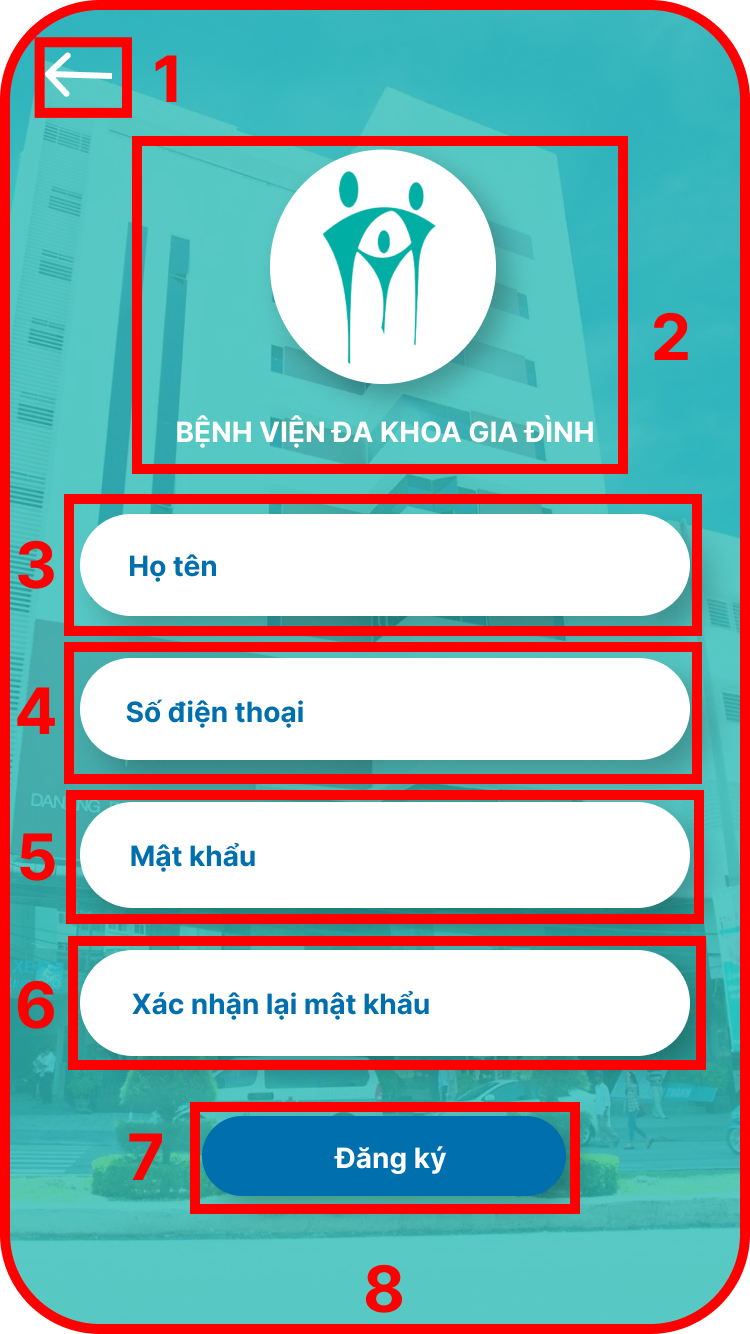 1
2
BỆNH VIỆN ĐA KHOA GIA ĐÌNH
3
Họ tên
4
Số điện thoại
DANANG
5
Mật khẩu
6
Xác nhận lại mật khẩu
7
Đăng ký
8